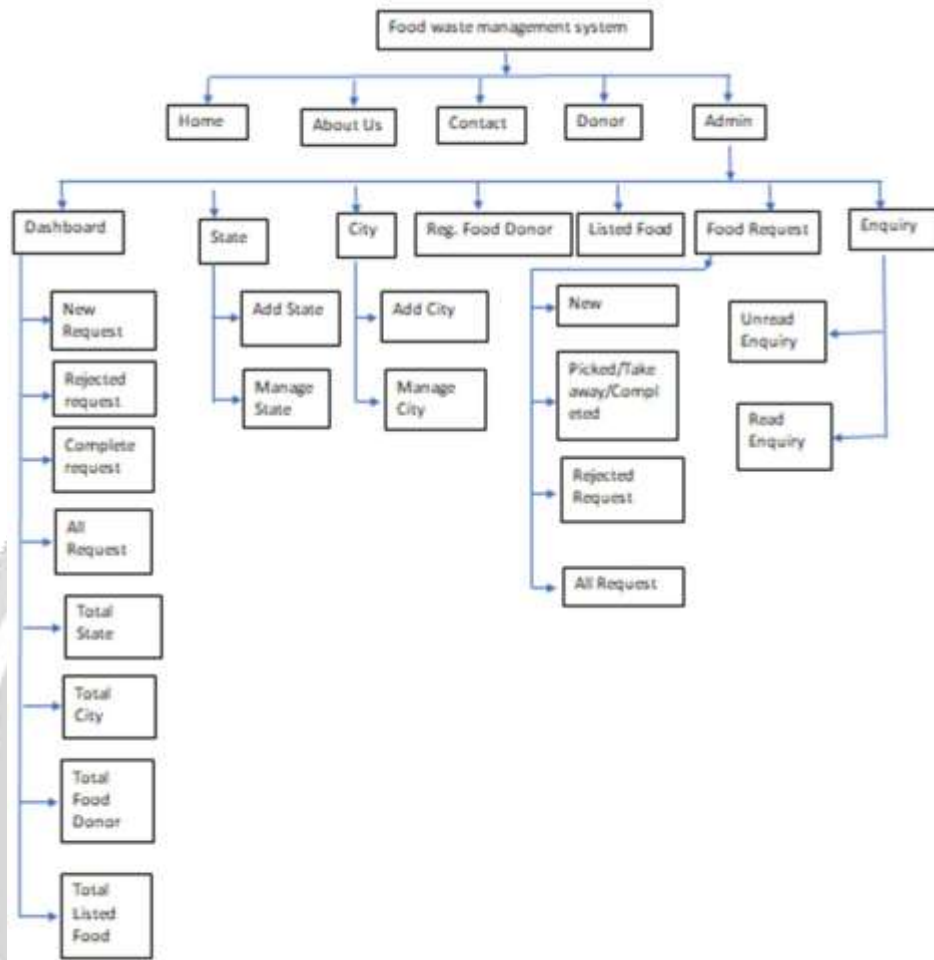 Food waste management system
Home
About Us
Contact
Donor
Admin
Dashboard
State
City
Reg. Food Donor
Listed Food
Food Request
Enquiry
New
Request
Rejected
request
Complete
request
All
Request
Total
State
Total
City
Total
Food
Donor
Total
Listed
Food
Add State
Manage
State
Add City
Manage
City
New
Picked/Take
away/Compl
eted
Rejected
Request
All Request
Unread
Enquiry
Read
Enquiry